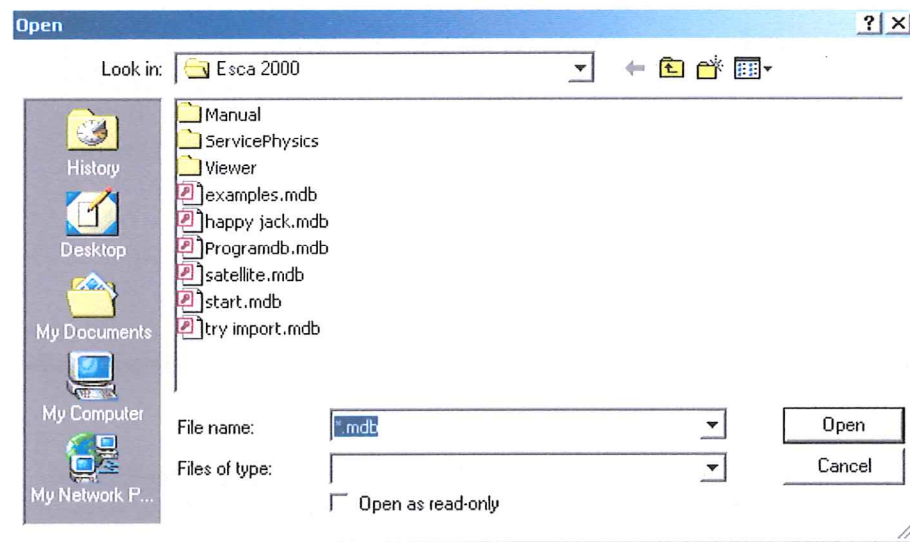 Open
Look in: Esca 2000
History
Desktop
My Documents
My Computer
My Network P...
Manual
ServicePhysics
Viewer
examples.mdb
happy jack.mdb
Programdb.mdb
satellite.mdb
start.mdb
try import.mdb
File name: *.mdb Open
Files of type: Cancel
Open as read-only